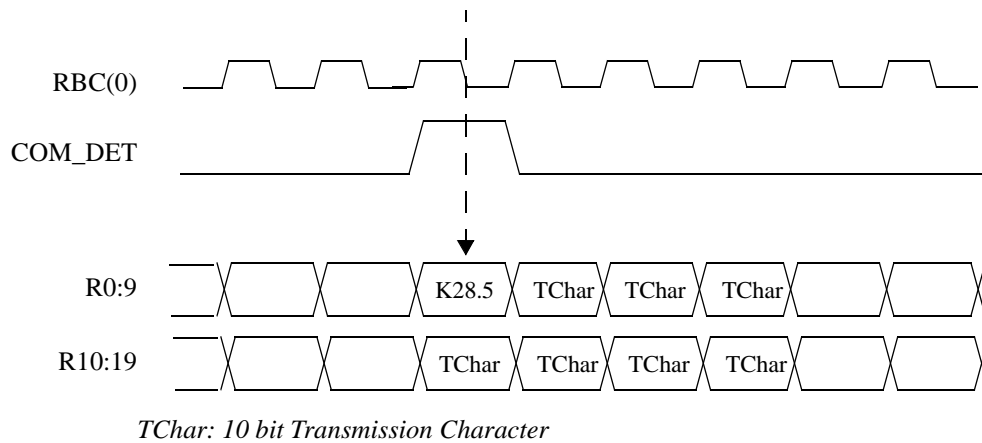 RBC(0)
COM_DET
R0:9 K28.5 TChar TChar TChar
R10:19 TChar TChar TChar TChar
TChar: 10 bit Transmission Character